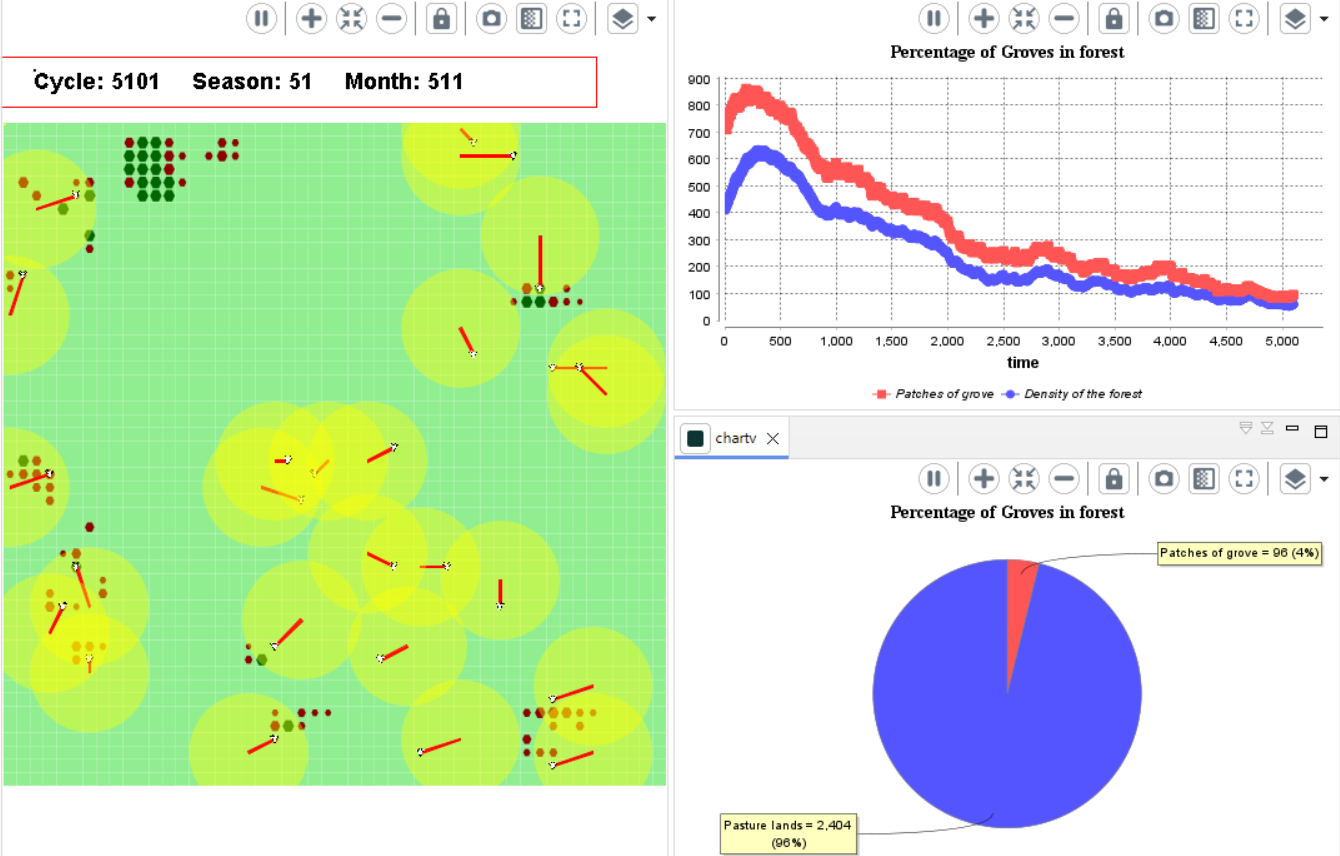 Cycle: 5101 Season: 51 Month: 511
Percentage of Groves in forest
900
800
700
600
500
400
300
200
100
0
0 500 1,000 1,500 2,000 2,500 3,000 3,500 4,000 4,500 5,000
time
Patches of grove Density of the forest
chartv
Percentage of Groves in forest
Patches of grove = 96 (4%)
Pasture lands = 2,404
(96%)